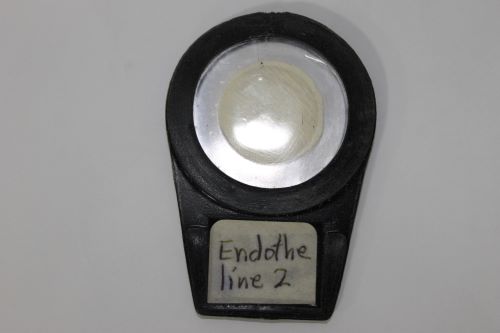 Endothe
line 2